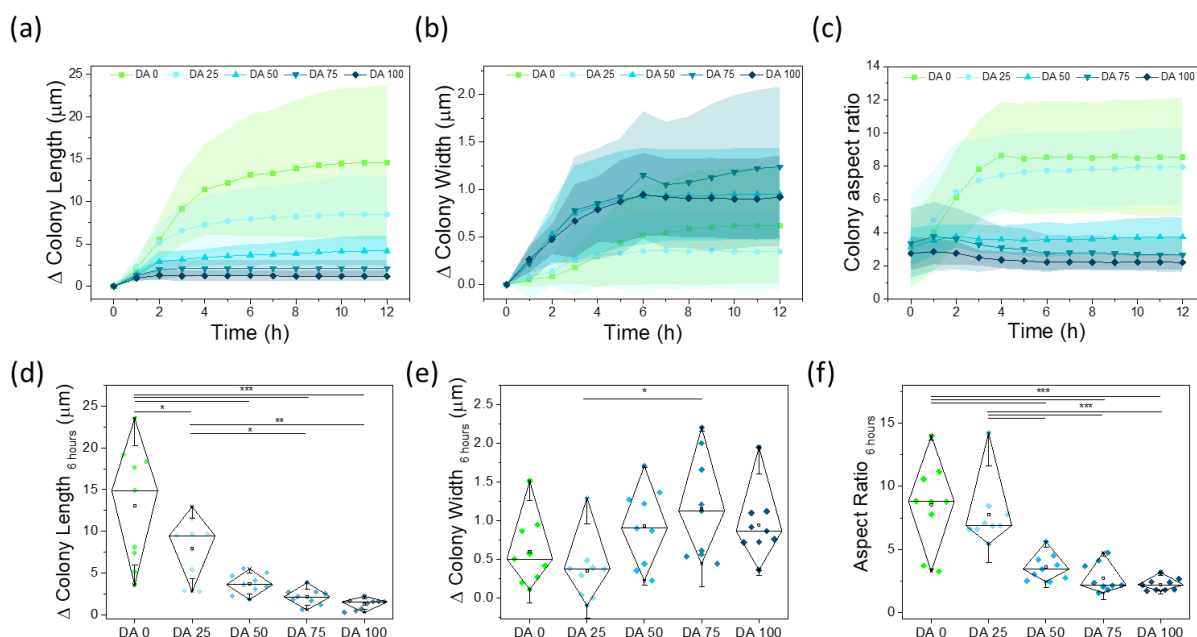 (a)
DA 0 DA 25 DA 50 DA 75 DA 100
25
20
15
10
5
0
Δ Colony Length (μm)
0 2 4 6 8 10 12
Time (h)
(b)
DA 0 DA 25 DA 50 DA 75 DA 100
2.0
1.5
1.0
0.5
0.0
Δ Colony Width (μm)
0 2 4 6 8 10 12
Time (h)
(c)
14
DA 0 DA 25 DA 50 DA 75 DA 100
12
10
8
6
4
2
0
Colony aspect ratio
0 2 4 6 8 10 12
Time (h)
(d)
***
*
**
*
25
20
15
10
5
0
Δ Colony Length 6 hours (μm)
DA 0 DA 25 DA 50 DA 75 DA 100
(e)
*
2.5
2.0
1.5
1.0
0.5
0.0
Δ Colony Width 6 hours (μm)
DA 0 DA 25 DA 50 DA 75 DA 100
(f)
***
***
15
10
5
0
Aspect Ratio 6 hours
DA 0 DA 25 DA 50 DA 75 DA 100